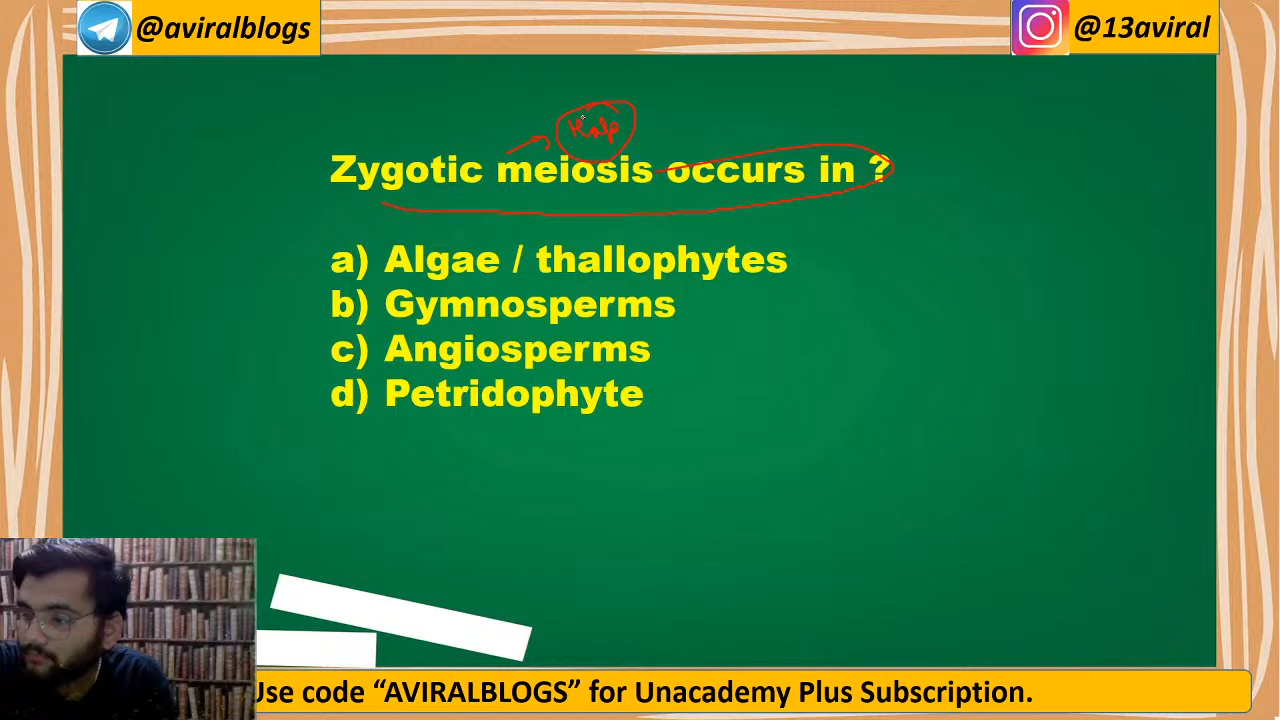 @aviralblogs
@13aviral
Zygotic meiosis occurs in ?
a) Algae / thallophytes
b) Gymnosperms
c) Angiosperms
d) Petridophyte
Use code “AVIRALBLOGS” for Unacademy Plus Subscription.